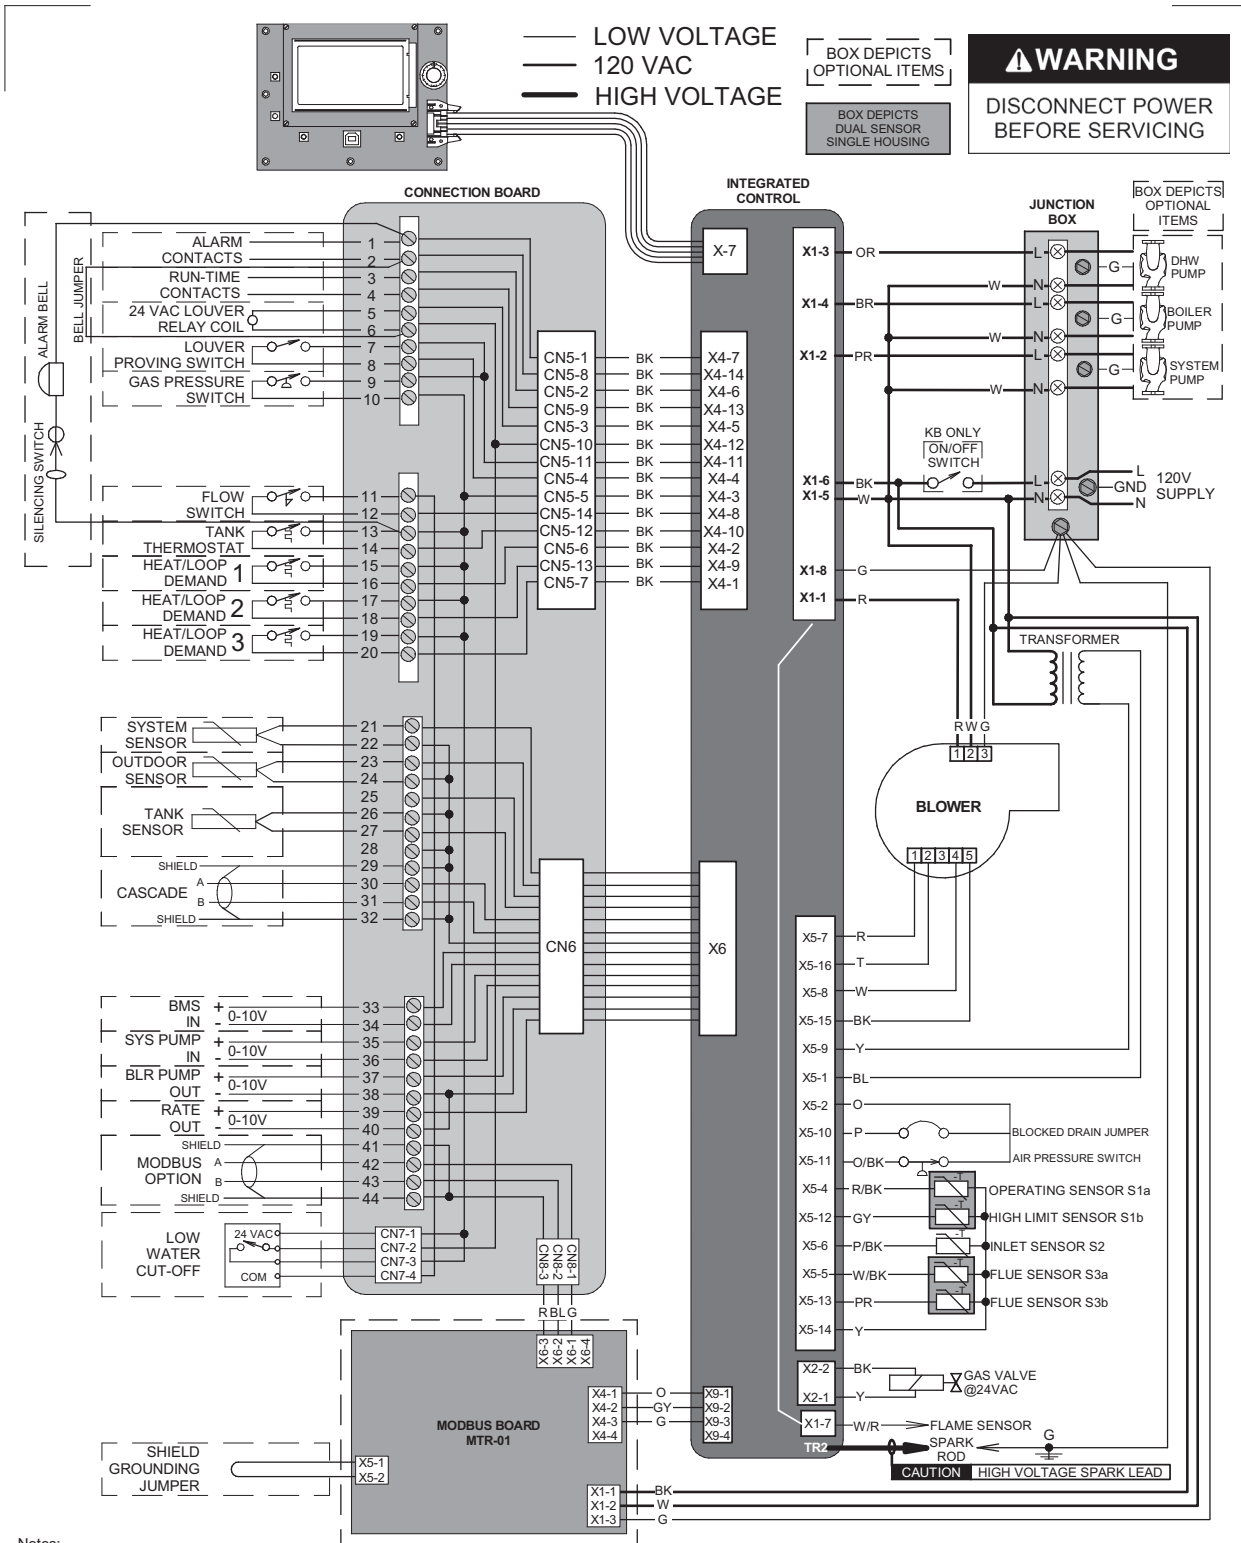 LOW VOLTAGE
120 VAC
HIGH VOLTAGE
BOX DEPICTS
OPTIONAL ITEMS
BOX DEPICTS
DUAL SENSOR
SINGLE HOUSING
WARNING
DISCONNECT POWER
BEFORE SERVICING
CONNECTION BOARD
INTEGRATED
CONTROL
JUNCTION
BOX
BOX DEPICTS
OPTIONAL
ITEMS
ALARM BELL
SILENCING SWITCH
BELL JUMPER
ALARM 1
CONTACTS 2
RUN-TIME 3
CONTACTS 4
24 VAC LOUVER 5
RELAY COIL 6
LOUVER 7
PROVING SWITCH 8
GAS PRESSURE 9
SWITCH 10
FLOW 11
SWITCH 12
TANK 13
THERMOSTAT 14
HEAT/LOOP DEMAND 1 15
16
HEAT/LOOP DEMAND 2 17
18
HEAT/LOOP DEMAND 3 19
20
SYSTEM 21
SENSOR 22
OUTDOOR 23
SENSOR 24
25
TANK 26
SENSOR 27
28
SHIELD 29
CASCADE A 30
B 31
SHIELD 32
BMS + 33
IN - 0-10V 34
SYS PUMP + 35
IN - 0-10V 36
BLR PUMP + 37
OUT - 0-10V 38
RATE + 39
OUT - 0-10V 40
SHIELD 41
MODBUS A 42
OPTION B 43
SHIELD 44
LOW
WATER
CUT-OFF
24 VAC
COM
CN7-1
CN7-2
CN7-3
CN7-4
CN8-3
CN8-2
CN8-1
R BL G
X6-3
X6-2
X6-1
X6-4
CN5-1 BK X4-7
CN5-8 BK X4-14
CN5-2 BK X4-6
CN5-9 BK X4-13
CN5-3 BK X4-5
CN5-10 BK X4-12
CN5-11 BK X4-11
CN5-4 BK X4-4
CN5-5 BK X4-3
CN5-14 BK X4-8
CN5-12 BK X4-10
CN5-6 BK X4-2
CN5-13 BK X4-9
CN5-7 BK X4-1
CN6
X6
X-7
X1-3 OR L
W N
G
DHW
PUMP
X1-4 BR L
W N
G
BOILER
PUMP
X1-2 PR L
W N
G
SYSTEM
PUMP
KB ONLY
ON/OFF
SWITCH
X1-6 BK L
X1-5 W N
L
GND
N
120V
SUPPLY
X1-8 G
X1-1 R
TRANSFORMER
R W G
1 2 3
BLOWER
1 2 3 4 5
X5-7 R
X5-16 T
X5-8 W
X5-15 BK
X5-9 Y
X5-1 BL
X5-2 O
X5-10 P BLOCKED DRAIN JUMPER
X5-11 O/BK AIR PRESSURE SWITCH
X5-4 R/BK -T OPERATING SENSOR S1a
X5-12 GY -T HIGH LIMIT SENSOR S1b
X5-6 P/BK -T INLET SENSOR S2
X5-5 W/BK -T FLUE SENSOR S3a
X5-13 PR -T FLUE SENSOR S3b
X5-14 Y
X2-2 BK
X2-1 Y
GAS VALVE
@24VAC
X1-7 W/R FLAME SENSOR
TR2
SPARK
ROD
G
CAUTION HIGH VOLTAGE SPARK LEAD
MODBUS BOARD
MTR-01
X4-1 O X9-1
X4-2 GY X9-2
X4-3 G X9-3
X4-4 X9-4
SHIELD
GROUNDING
JUMPER
X5-1
X5-2
X1-1 BK
X1-2 W
X1-3 G
Notes: